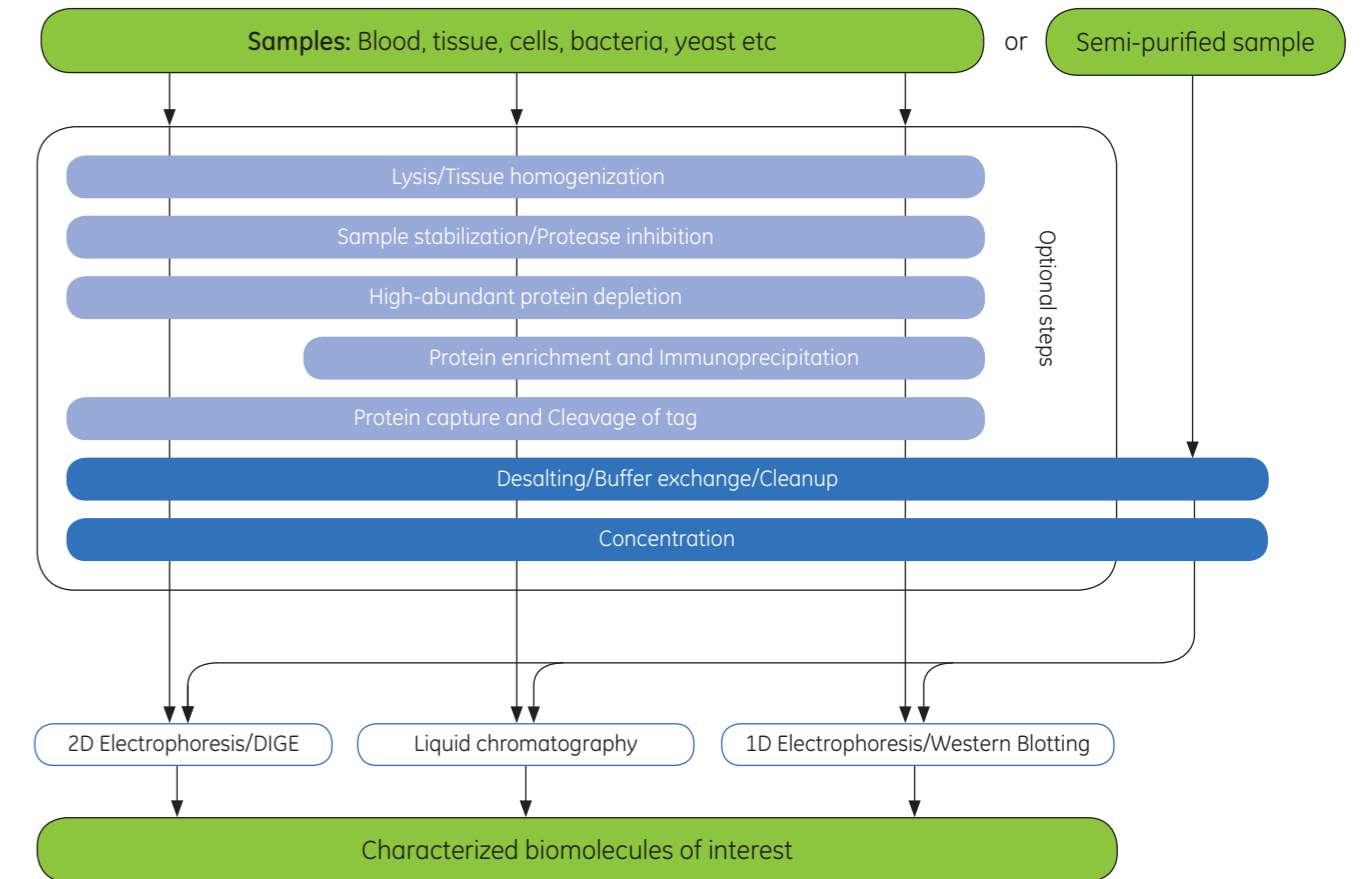 Samples: Blood, tissue, cells, bacteria, yeast etc
or
Semi-purified sample
Lysis/Tissue homogenization
Sample stabilization/Protease inhibition
High-abundant protein depletion
Protein enrichment and Immunoprecipitation
Protein capture and Cleavage of tag
Optional steps
Desalting/Buffer exchange/Cleanup
Concentration
2D Electrophoresis/DIGE
Liquid chromatography
1D Electrophoresis/Western Blotting
Characterized biomolecules of interest